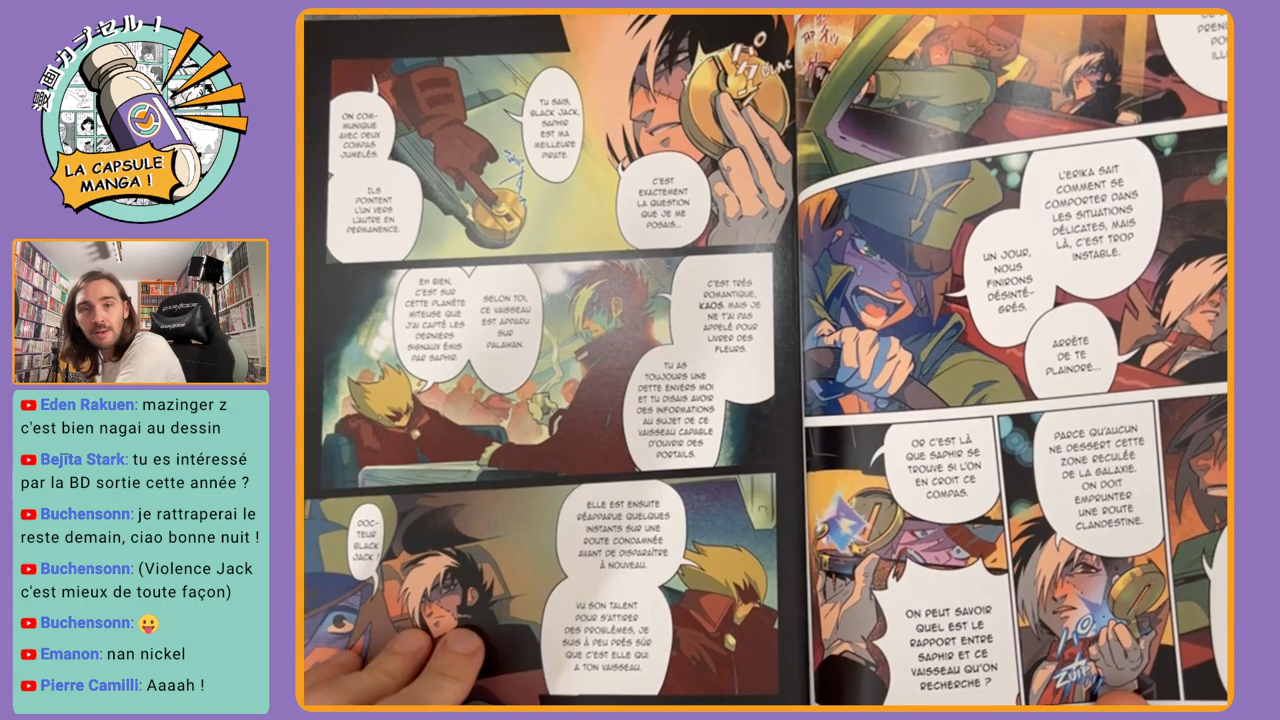 漫画カプセル!
LA CAPSULE
MANGA !
DXRACER
DXRACER
Eden Rakuen: mazinger z
c'est bien nagai au dessin
Bejïta Stark: tu es intéressé
par la BD sortie cette année ?
Buchensonn: je rattraperai le
reste demain, ciao bonne nuit !
Buchensonn: (Violence Jack
c'est mieux de toute façon)
Buchensonn: 😛
Emanon: nan nickel
Pierre Camilli: Aaaah !
ON COM-
MUNIQUE
AVEC DEUX
COMPAS
JUMELÉS.
ILS
POINTENT
L'UN VERS
L'AUTRE EN
PERMANENCE.
TU SAIS,
BLACK JACK,
SAPHIR
EST MA
MEILLEURE
PIRATE.
CLAC
C'EST
EXACTEMENT
LA QUESTION
QUE JE ME
POSAIS...
EH BIEN,
C'EST SUR
CETTE PLANÈTE
MITEUSE QUE
J'AI CAPTÉ LES
DERNIERS
SIGNAUX ÉMIS
PAR SAPHIR.
SELON TOI,
CE VAISSEAU
EST APPARU
SUR
PALAWAN.
C'EST TRÈS
ROMANTIQUE,
KAOS. MAIS JE
NE T'AI PAS
APPELÉ POUR
LIVRER DES
FLEURS.
TU AS
TOUJOURS UNE
DETTE ENVERS MOI
ET TU DISAIS AVOIR
DES INFORMATIONS
AU SUJET DE CE
VAISSEAU CAPABLE
D'OUVRIR DES
PORTAILS.
DOC-
TEUR
BLACK
JACK !
ELLE EST ENSUITE
RÉAPPARUE QUELQUES
INSTANTS SUR UNE
ROUTE CONDAMNÉE
AVANT DE DISPARAÎTRE
À NOUVEAU.
VU SON TALENT
POUR S'ATTIRER
DES PROBLÈMES, JE
SUIS À PEU PRÈS SÛR
QUE C'EST ELLE QUI
A TON VAISSEAU.
TAP
L'ERIKA SAIT
COMMENT SE
COMPORTER DANS
LES SITUATIONS
DÉLICATES, MAIS
LÀ, C'EST TROP
INSTABLE.
UN JOUR,
NOUS
FINIRONS
DÉSINTÉ-
GRÉS.
ARRÊTE
DE TE
PLAINDRE...
OR C'EST LÀ
QUE SAPHIR SE
TROUVE SI L'ON
EN CROIT CE
COMPAS.
ON PEUT SAVOIR
QUEL EST LE
RAPPORT ENTRE
SAPHIR ET CE
VAISSEAU QU'ON
RECHERCHE ?
PARCE QU'AUCUN
NE DESSERT CETTE
ZONE RECULÉE
DE LA GALAXIE.
ON DOIT
EMPRUNTER
UNE ROUTE
CLANDESTINE.